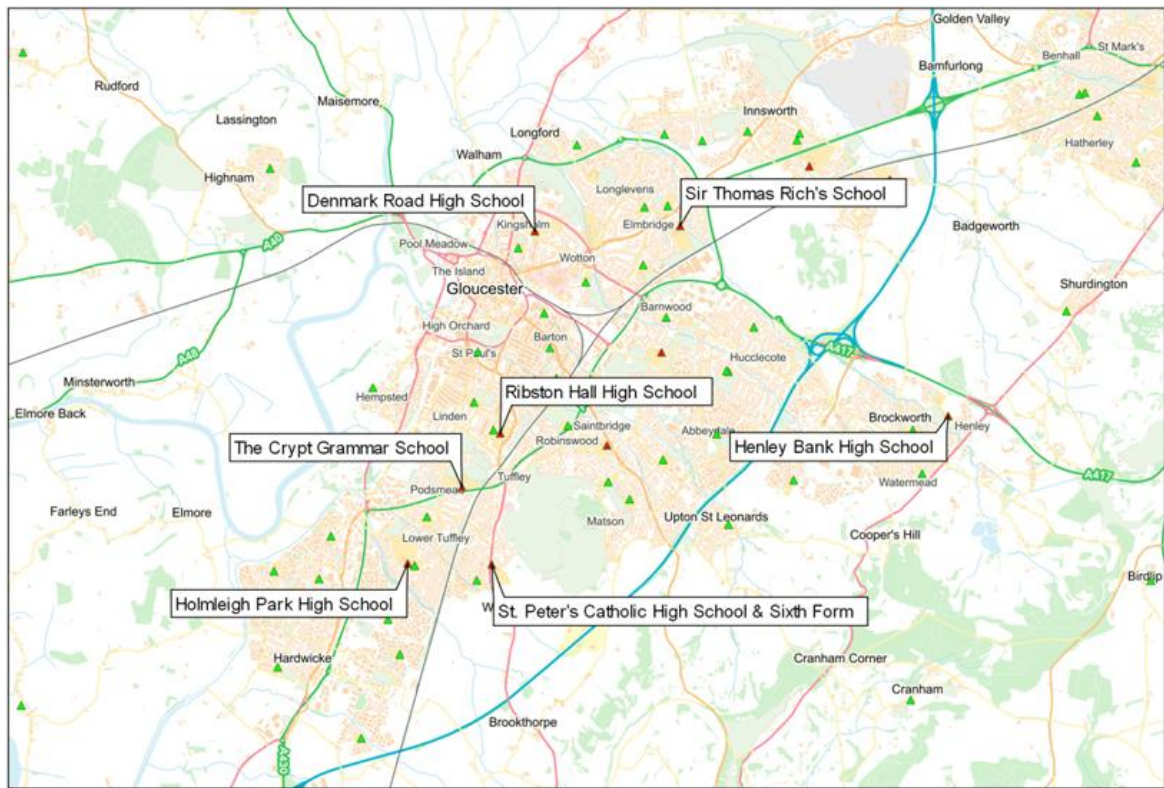 Golden Valley
St Mark's
Benhall
Bamfurlong
Rudford
Maisemore
Lassington
Innsworth
Longford
Hatherley
Walham
Highnam
Longlevens
Sir Thomas Rich's School
Denmark Road High School
Kingsholm
Elmbridge
Badgeworth
A40
Pool Meadow
Wotton
The Island
Gloucester
Shurdington
Barnwood
High Orchard
Barton
A48
St Paul's
Hucclecote
A417
Minsterworth
Hempsted
Ribston Hall High School
Elmore Back
Linden
Brockworth
Saintbridge
Henley
Abbeydale
Robinswood
The Crypt Grammar School
Henley Bank High School
Tuffley
A417
Podsmead
Watermead
Farleys End
Elmore
Matson
Upton St Leonards
Lower Tuffley
Cooper's Hill
Birdlip
Holmleigh Park High School
St. Peter's Catholic High School & Sixth Form
Hardwicke
Cranham Corner
Cranham
Brookthorpe
A430